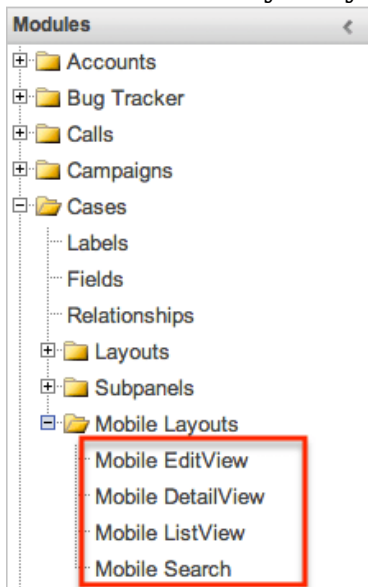 Modules
Accounts
Bug Tracker
Calls
Campaigns
Cases
Labels
Fields
Relationships
Layouts
Subpanels
Mobile Layouts
Mobile EditView
Mobile DetailView
Mobile ListView
Mobile Search